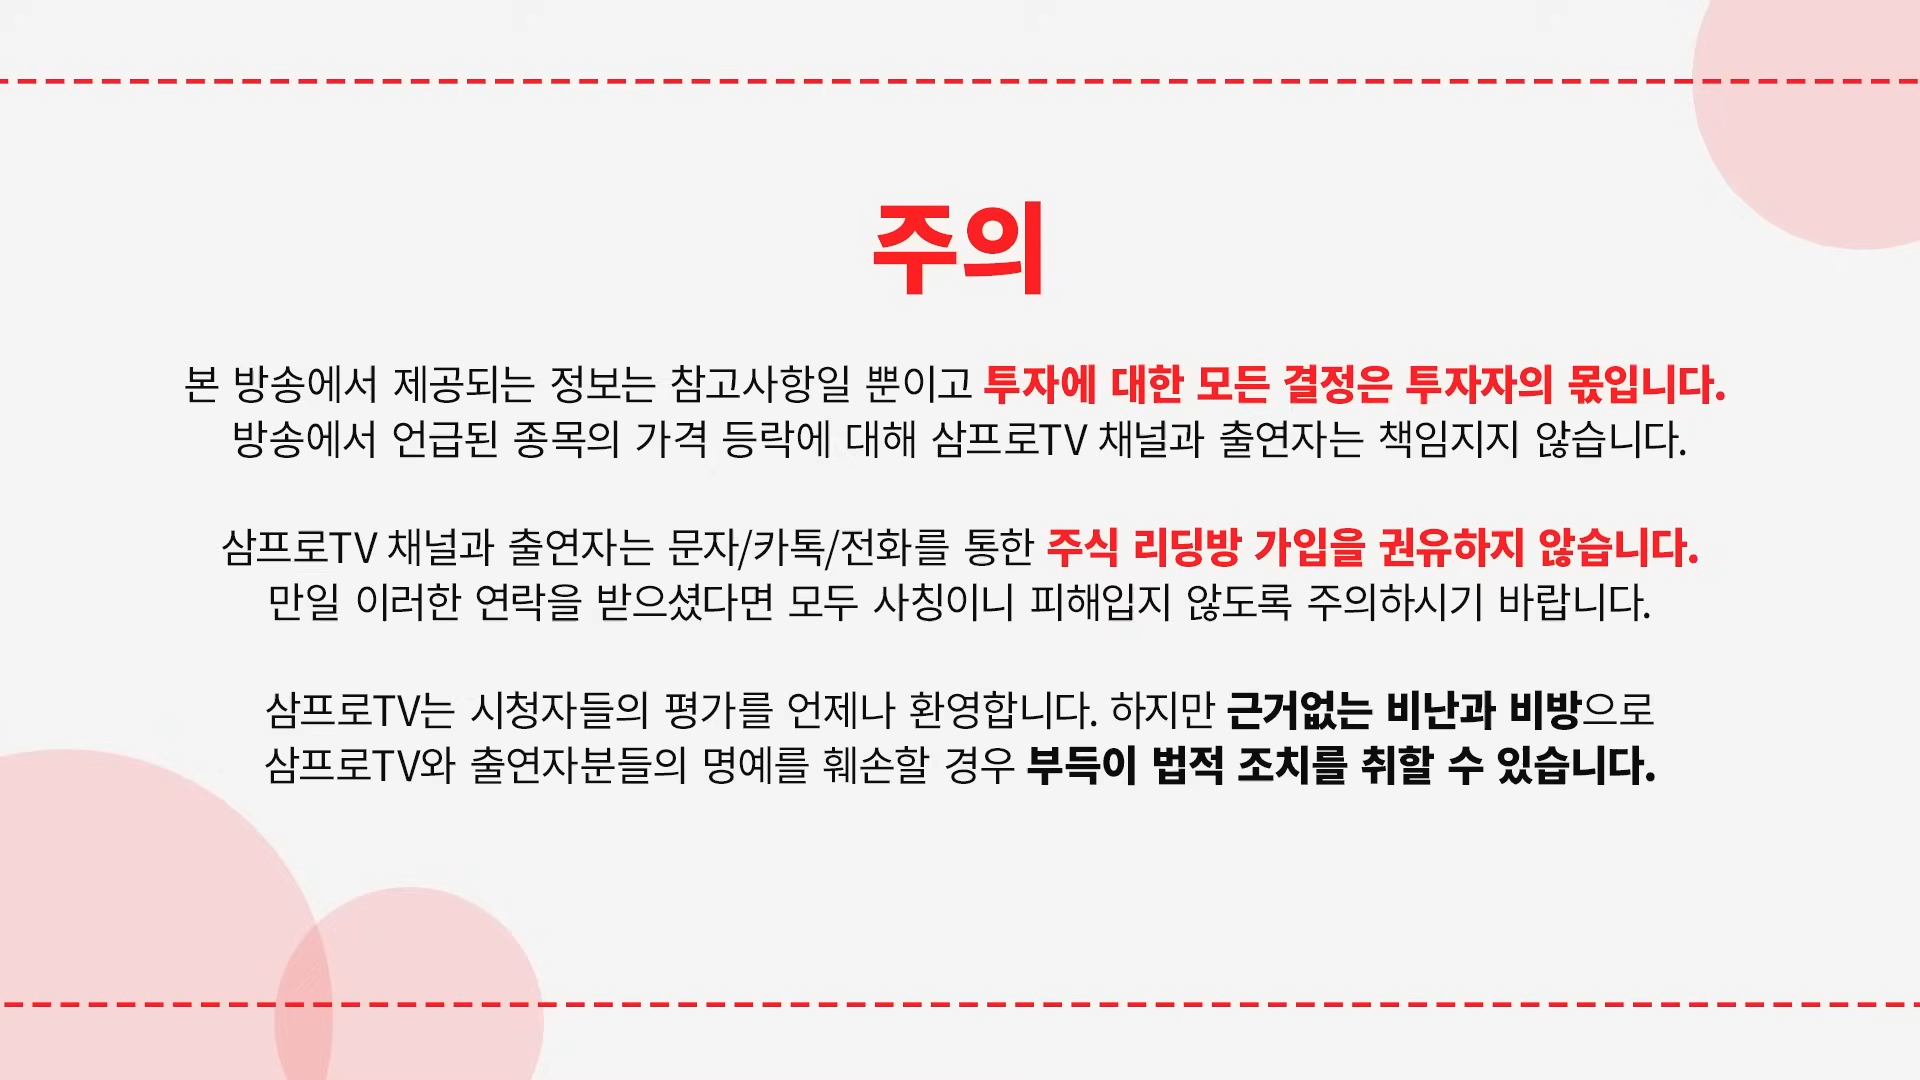 주의
본 방송에서 제공되는 정보는 참고사항일 뿐이고 투자에 대한 모든 결정은 투자자의 몫입니다.
방송에서 언급된 종목의 가격 등락에 대해 삼프로TV 채널과 출연자는 책임지지 않습니다.
삼프로TV 채널과 출연자는 문자/카톡/전화를 통한 주식 리딩방 가입을 권유하지 않습니다.
만일 이러한 연락을 받으셨다면 모두 사칭이니 피해입지 않도록 주의하시기 바랍니다.
삼프로TV는 시청자들의 평가를 언제나 환영합니다. 하지만 근거없는 비난과 비방으로
삼프로TV와 출연자분들의 명예를 훼손할 경우 부득이 법적 조치를 취할 수 있습니다.